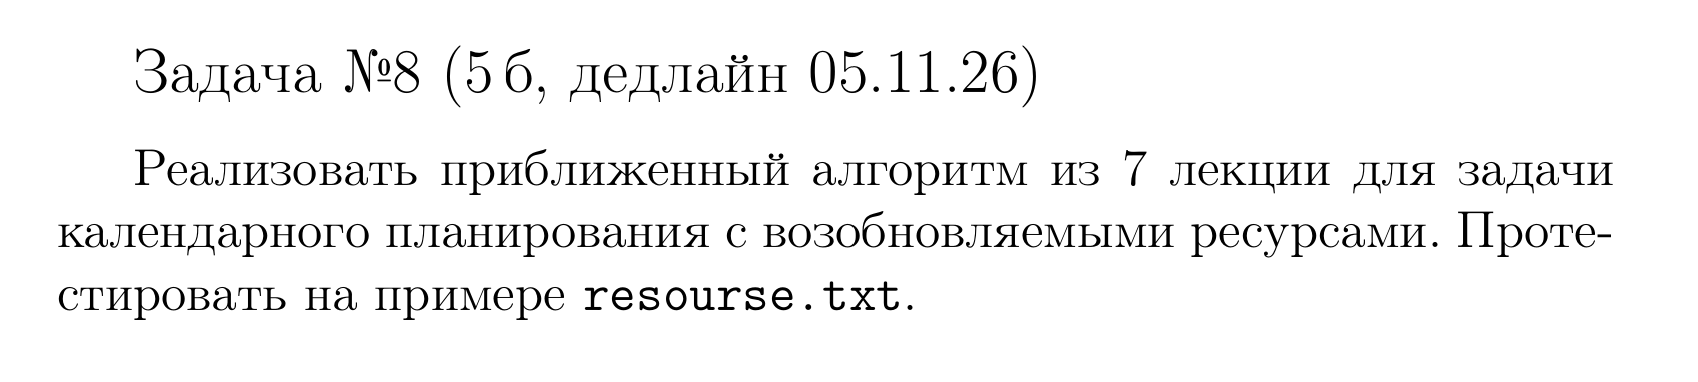 Задача №8 (5 б, дедлайн 05.11.26)
Реализовать приближенный алгоритм из 7 лекции для задачи
календарного планирования с возобновляемыми ресурсами. Проте-
стировать на примере resourse.txt.